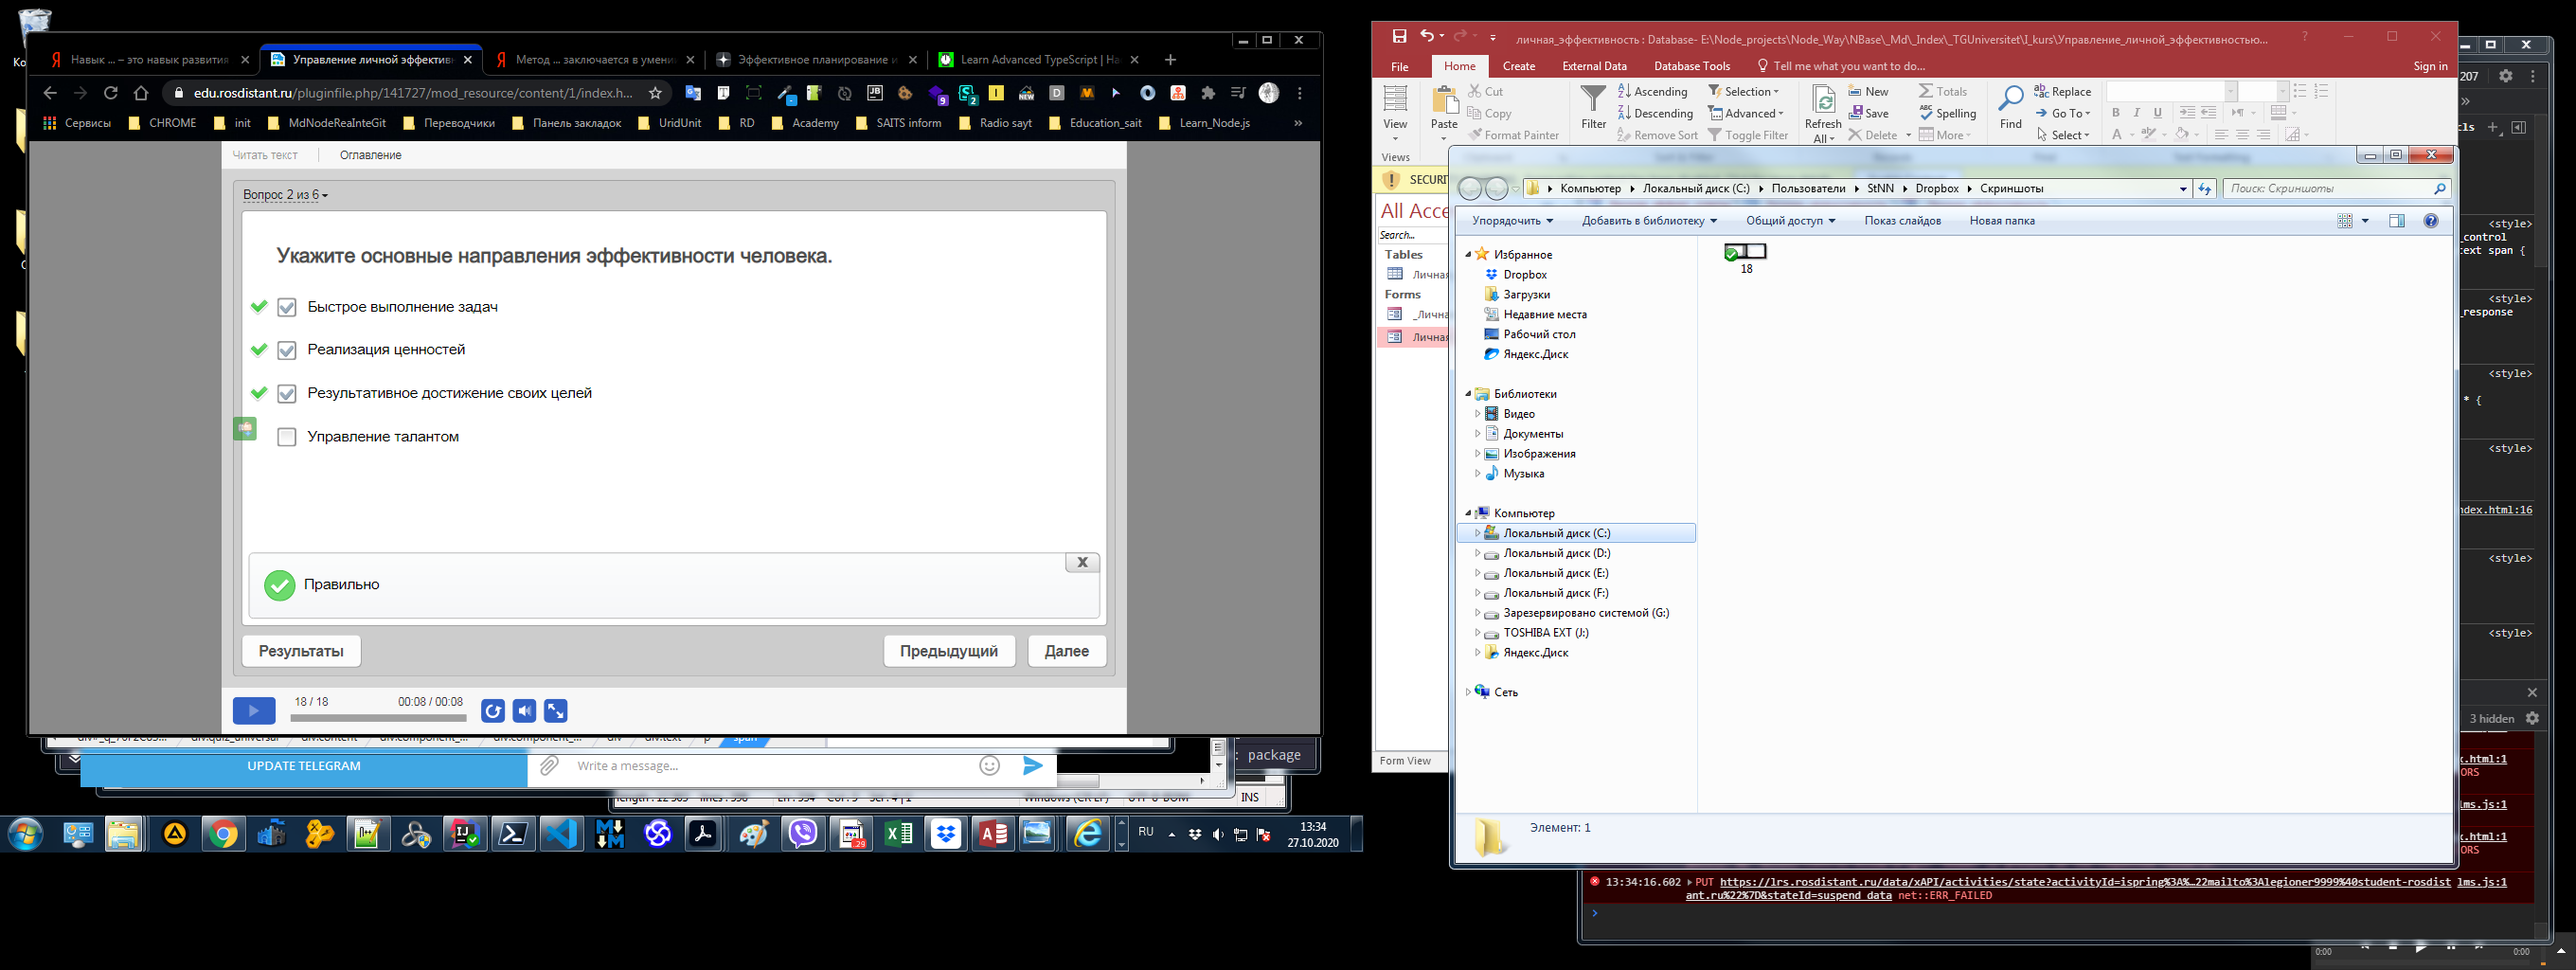 Навык ... – это навык развития
Управление личной эффектив
Метод ... заключается в умени
Эффективное планирование и
Learn Advanced TypeScript | Ha
edu.rosdistant.ru/pluginfile.php/141727/mod_resource/content/1/index.h...
Сервисы
CHROME
init
MdNodeReaInteGit
Переводчики
Панель закладок
UridUnit
RD
Academy
SAITS inform
Radio sayt
Education_sait
Learn_Node.js
»
Читать текст
Оглавление
Вопрос 2 из 6
Укажите основные направления эффективности человека.
Быстрое выполнение задач
Реализация ценностей
Результативное достижение своих целей
Управление талантом
X
Правильно
Результаты
Предыдущий
Далее
18 / 18
00:08 / 00:08
span
: package
UPDATE TELEGRAM
Write a message...
INS
RU
13:34
27.10.2020
личная_эффективность : Database- E:\Node_projects\Node_Way\NBase\_Md\_Index\_TGUniversitet\I_kurs\Управление_личной_эффективностью...
File
Home
Create
External Data
Database Tools
Tell me what you want to do...
Sign in
View
Views
Paste
Cut
Copy
Format Painter
Filter
Ascending
Descending
Remove Sort
Selection
Advanced
Toggle Filter
Refresh
All
New
Save
Delete
Totals
Spelling
More
Find
Replace
Go To
Select
B I U
SECURI
All Acce
Search...
Tables
Личная
Forms
_Лична
Личная
Form View
Компьютер
Локальный диск (C:)
Пользователи
StNN
Dropbox
Скриншоты
Поиск: Скриншоты
Упорядочить
Добавить в библиотеку
Общий доступ
Показ слайдов
Новая папка
Избранное
Dropbox
Загрузки
Недавние места
Рабочий стол
Яндекс.Диск
Библиотеки
Видео
Документы
Изображения
Музыка
Компьютер
Локальный диск (C:)
Локальный диск (D:)
Локальный диск (E:)
Локальный диск (F:)
Зарезервировано системой (G:)
TOSHIBA EXT (J:)
Яндекс.Диск
Сеть
18
Элемент: 1
207
cls
<style>
_control
ext span {
<style>
_response
<style>
* {
<style>
ndex.html:16
<style>
<style>
3 hidden
x.html:1
ORS
lms.js:1
x.html:1
ORS
13:34:16.602 PUT https://lrs.rosdistant.ru/data/xAPI/activities/state?activityId=ispring%3A%…22mailto%3Alegioner9999%40student-rosdist lms.js:1
ant.ru%22%7D&stateId=suspend_data net::ERR_FAILED
0:00
0:00